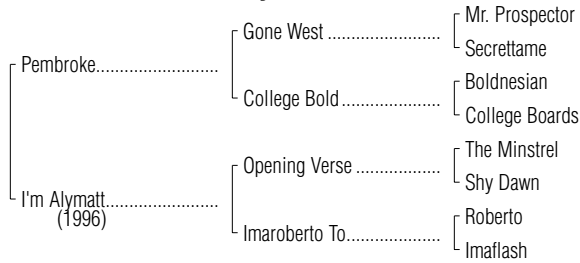 Mr. Prospector
Gone West ......................
Secrettame
Pembroke..........................
Boldnesian
College Bold....................
College Boards
The Minstrel
Opening Verse .................
Shy Dawn
I'm Alymatt........................
(1996)
Roberto
Imaroberto To...................
Imaflash